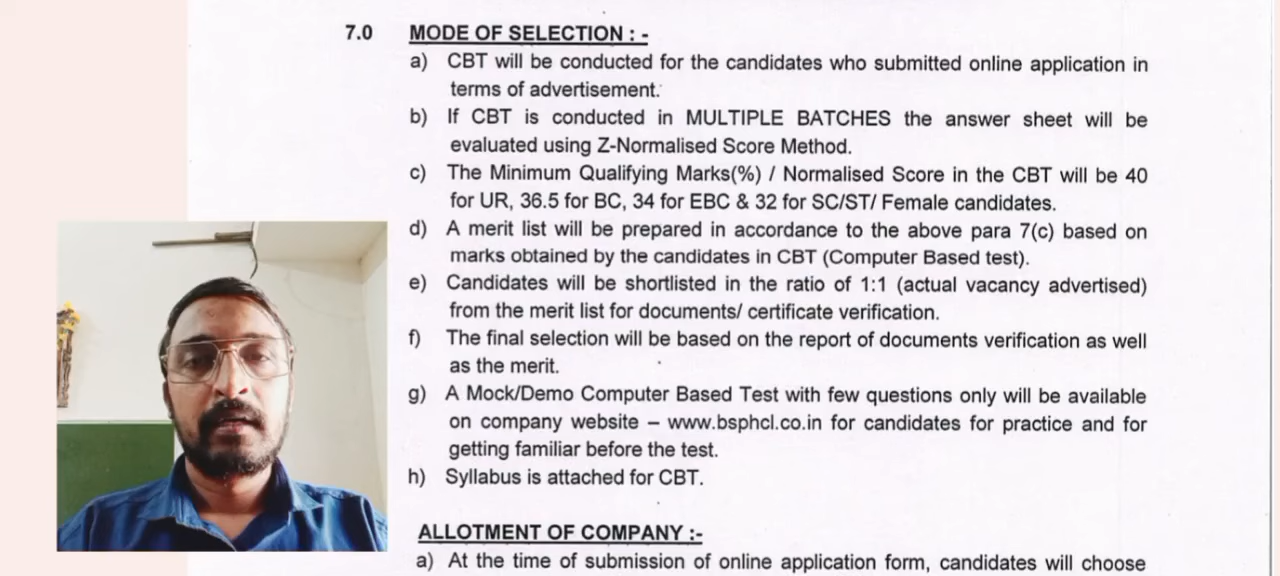 7.0 MODE OF SELECTION : -
a) CBT will be conducted for the candidates who submitted online application in
terms of advertisement.
b) If CBT is conducted in MULTIPLE BATCHES the answer sheet will be
evaluated using Z-Normalised Score Method.
c) The Minimum Qualifying Marks(%) / Normalised Score in the CBT will be 40
for UR, 36.5 for BC, 34 for EBC & 32 for SC/ST/ Female candidates.
d) A merit list will be prepared in accordance to the above para 7(c) based on
marks obtained by the candidates in CBT (Computer Based test).
e) Candidates will be shortlisted in the ratio of 1:1 (actual vacancy advertised)
from the merit list for documents/ certificate verification.
f) The final selection will be based on the report of documents verification as well
as the merit.
g) A Mock/Demo Computer Based Test with few questions only will be available
on company website – www.bsphcl.co.in for candidates for practice and for
getting familiar before the test.
h) Syllabus is attached for CBT.
ALLOTMENT OF COMPANY :-
a) At the time of submission of online application form, candidates will choose